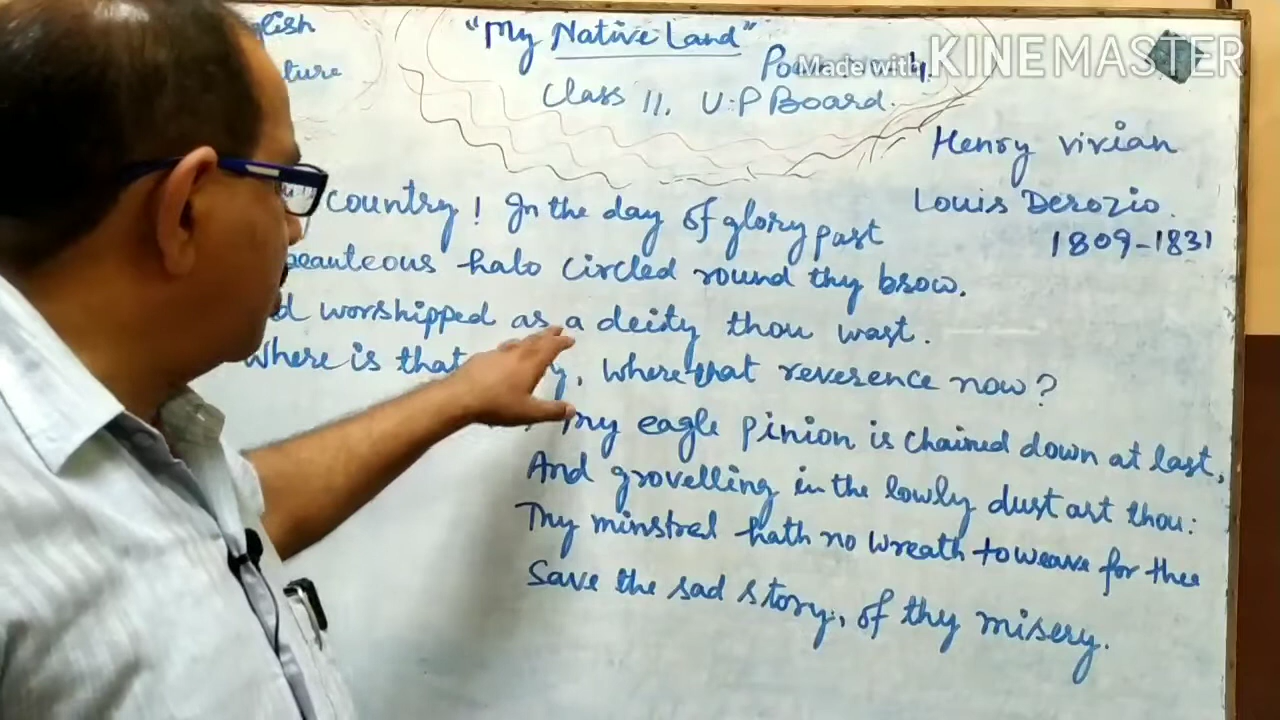 glish
"My Native Land"
Made with KINEMASTER
ture
Class 11, U.P Board.
Henry vivian
Louis Derozio.
1809-1831
country! In the day of glory past
beauteous halo circled round thy brow.
d worshipped as a deity thou wast.
Where is that y, where that reverence now?
my eagle pinion is chained down at last,
And grovelling in the lowly dust art thou:
Thy minstrel hath no wreath to weave for thee
Save the sad story, of thy misery.